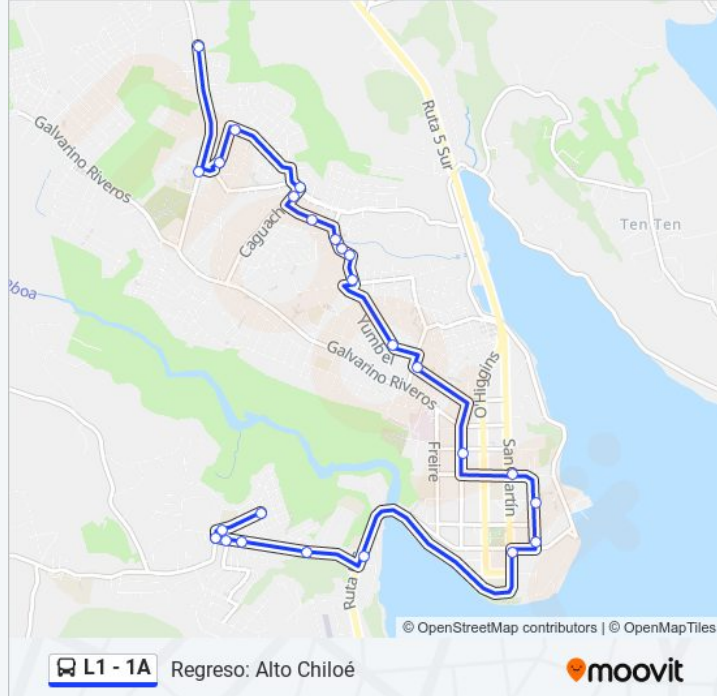 Ruta 5 Sur
Galvarino Riveros
Ten Ten
Caguach
boa
Yumbel
Galvarino Riveros
O'Higgins
San Martín
Freire
Ruta
© OpenStreetMap contributors | © OpenMapTiles
L1 - 1A
Regreso: Alto Chiloé
moovit